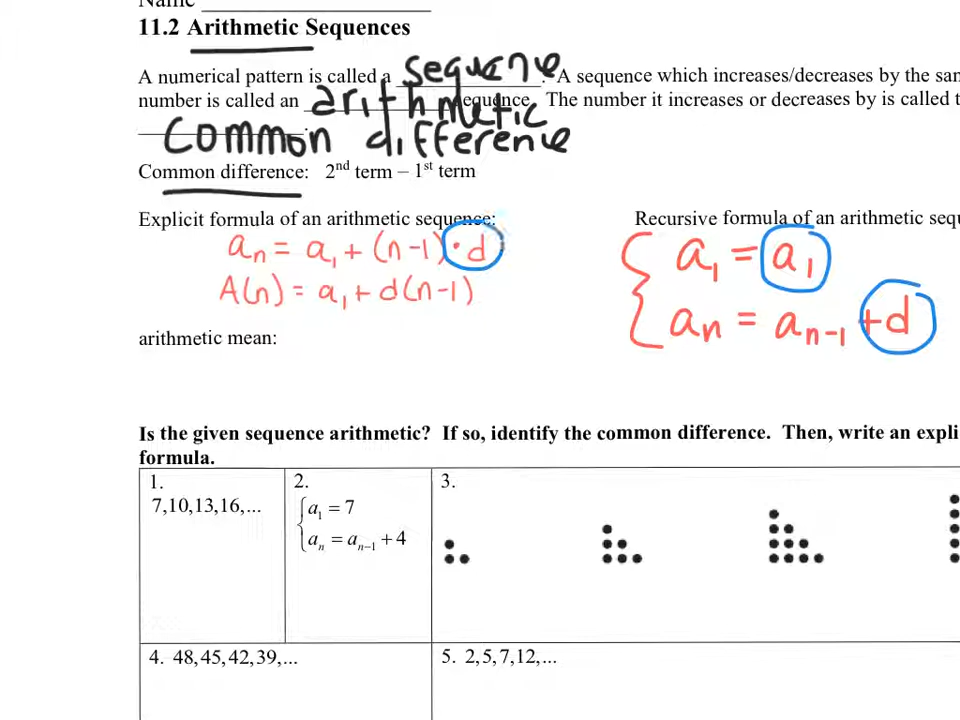 Name
11.2 Arithmetic Sequences
A numerical pattern is called a sequence. A sequence which increases/decreases by the
number is called an arithmetic sequence. The number it increases or decreases by is called
common difference.
Common difference: 2nd term – 1st term
Explicit formula of an arithmetic sequence:
Recursive formula of an arithmetic
aₙ = a₁ + (n-1) • d
A(n) = a₁ + d(n-1)
a₁ = a₁
aₙ = aₙ₋₁ + d
arithmetic mean:
Is the given sequence arithmetic? If so, identify the common difference. Then, write an
formula.
1.
7,10,13,16,...
2.
a₁ = 7
aₙ = aₙ₋₁ + 4
3.
4. 48,45,42,39,...
5. 2,5,7,12,...